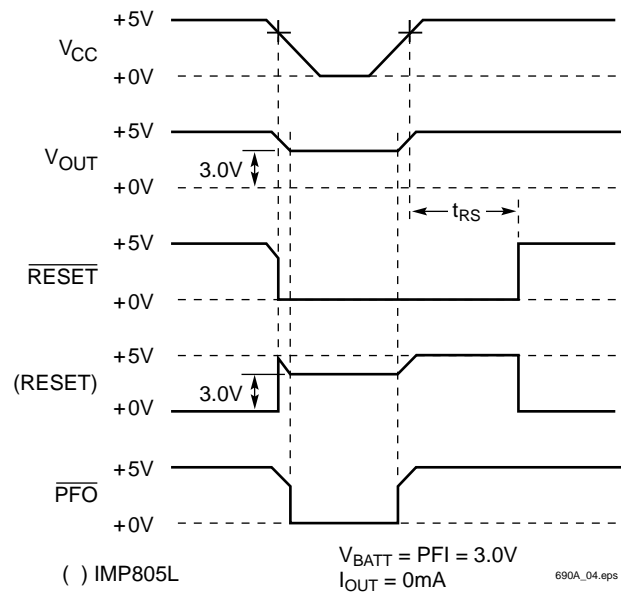 +5V
VCC
+0V
+5V
VOUT
3.0V
+0V
tRS
+5V
RESET
+0V
+5V
(RESET)
3.0V
+0V
+5V
PFO
+0V
( ) IMP805L
VBATT = PFI = 3.0V
IOUT = 0mA
690A_04.eps